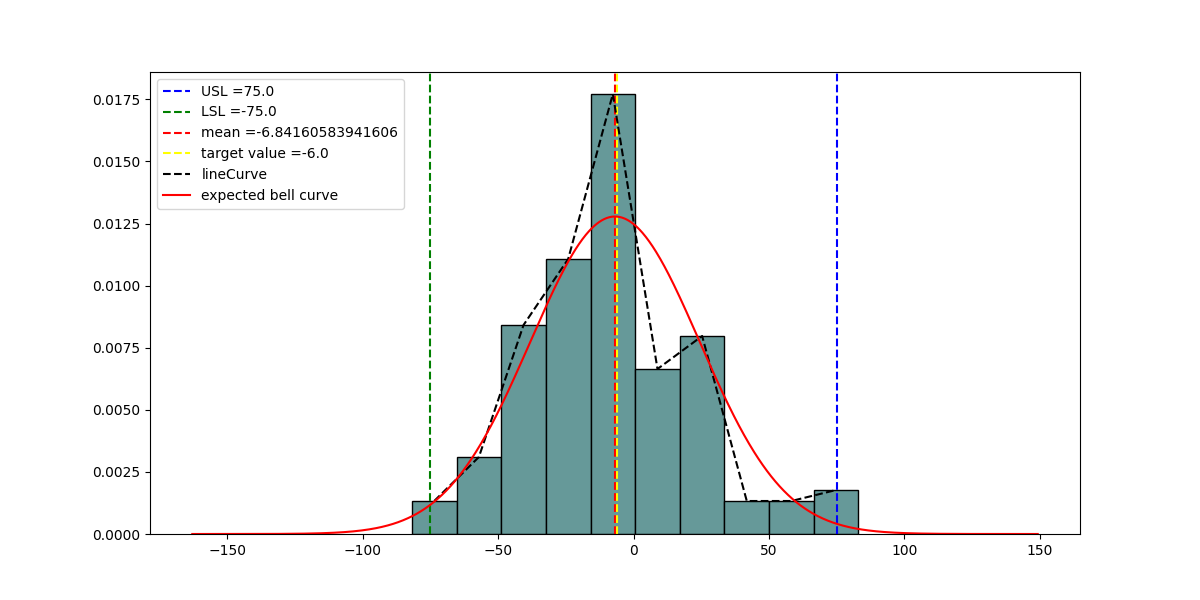 USL =75.0
LSL =-75.0
mean =-6.84160583941606
target value =-6.0
lineCurve
expected bell curve
0.0175
0.0150
0.0125
0.0100
0.0075
0.0050
0.0025
0.0000
−150
−100
−50
0
50
100
150